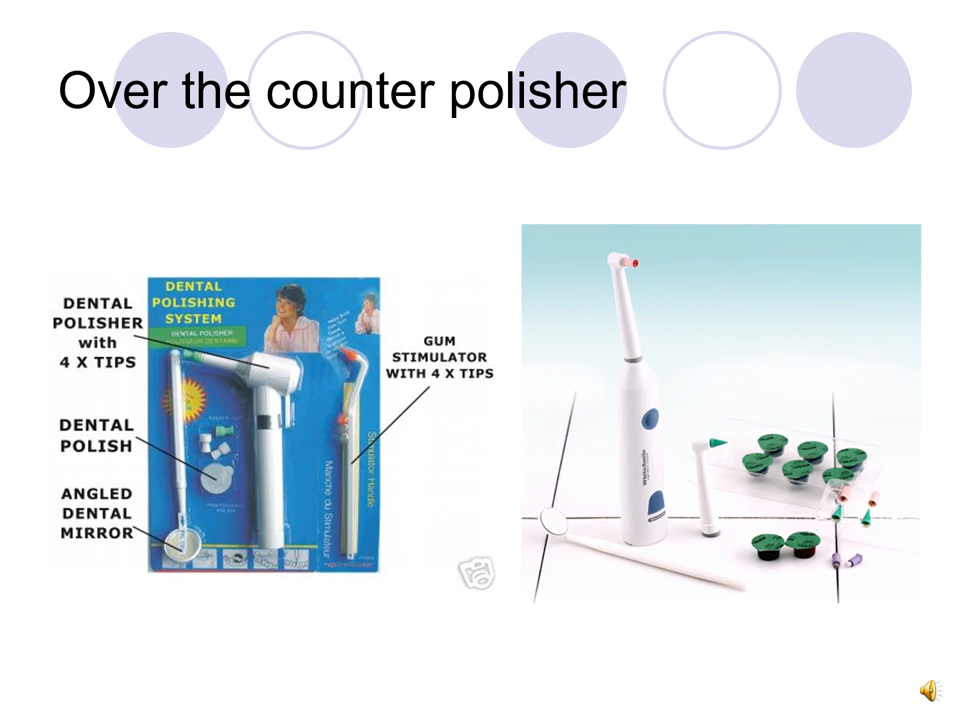 Over the counter polisher
DENTAL
POLISHER
with
4 X TIPS
DENTAL
POLISH
ANGLED
DENTAL
MIRROR
DENTAL
POLISHING
SYSTEM
DENTAL POLISHER
POLISSEUR DENTAIRE
Stimulator Handle
Manche du Stimulateur
GUM
STIMULATOR
WITH 4 X TIPS
WhiteSmile